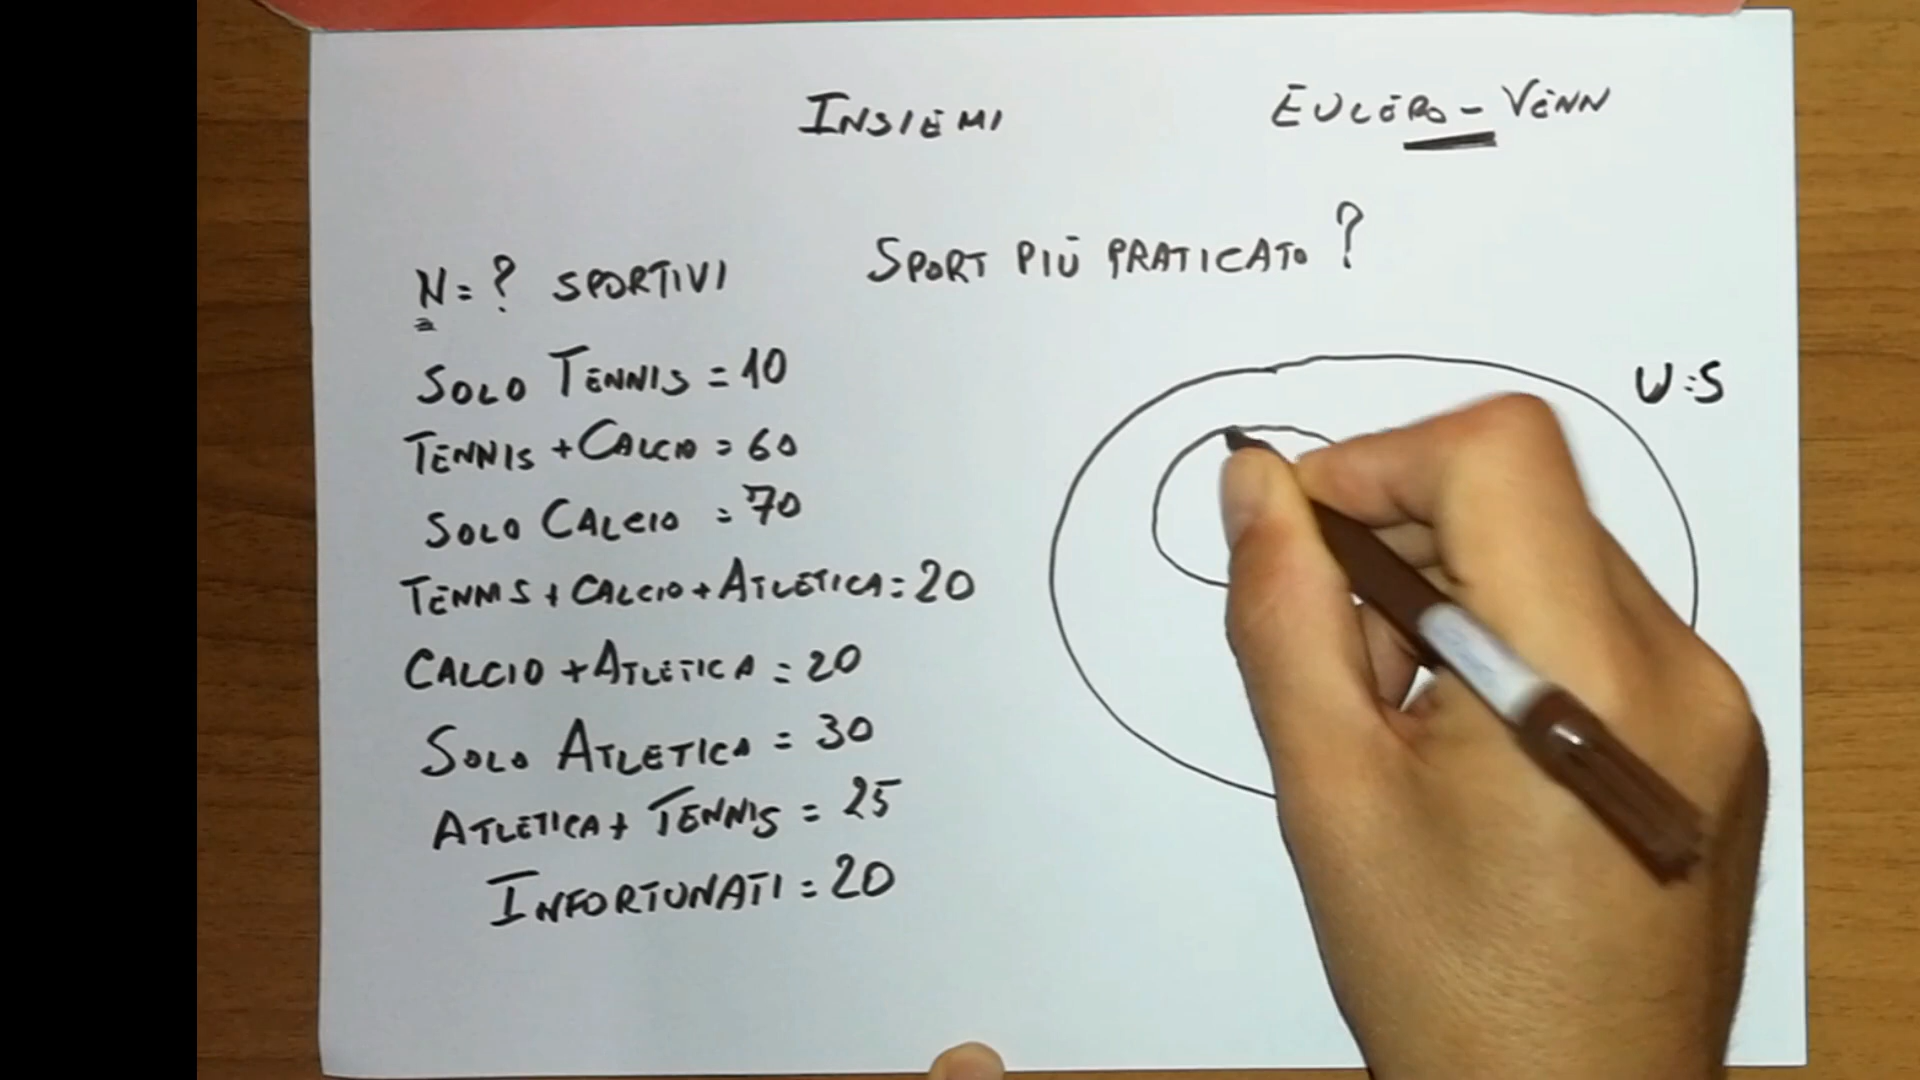 INSIEMI
EULERO-VENN
N=? SPORTIVI
SPORT PIÙ PRATICATO?
SOLO TENNIS=10
TENNIS+CALCIO=60
SOLO CALCIO=70
TENNIS+CALCIO+ATLETICA=20
CALCIO+ATLETICA=20
SOLO ATLETICA=30
ATLETICA+TENNIS=25
INFORTUNATI=20
U:S